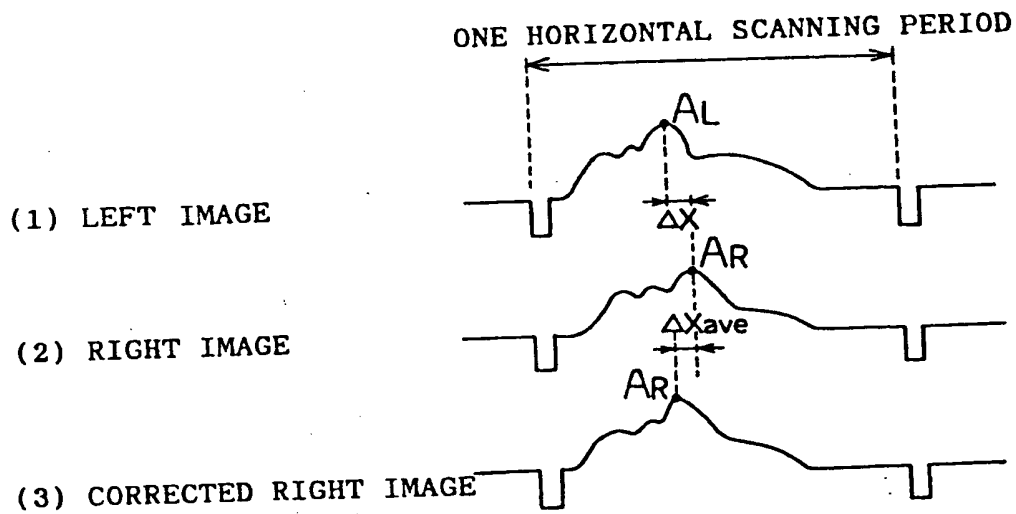 ONE HORIZONTAL SCANNING PERIOD
AL
(1) LEFT IMAGE
ΔX
AR
(2) RIGHT IMAGE
ΔXave
AR
(3) CORRECTED RIGHT IMAGE